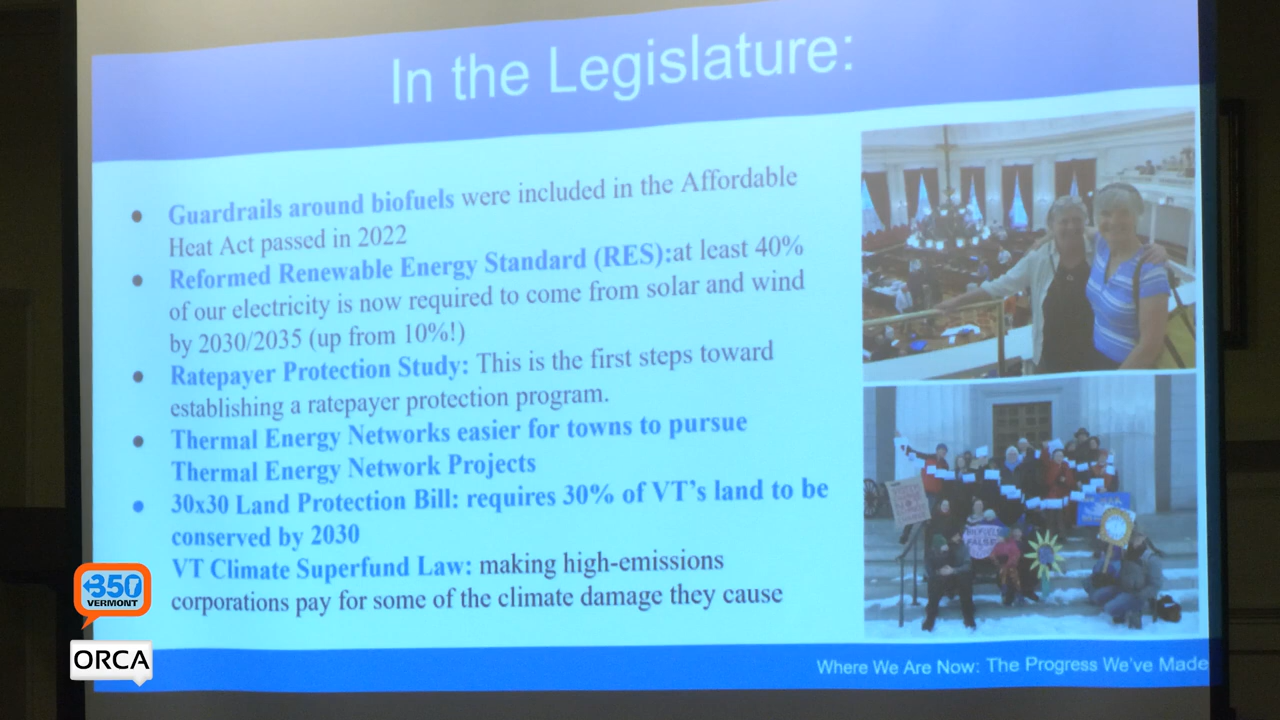 In the Legislature:
Guardrails around biofuels were included in the Affordable
Heat Act passed in 2022
Reformed Renewable Energy Standard (RES):at least 40%
of our electricity is now required to come from solar and wind
by 2030/2035 (up from 10%!)
Ratepayer Protection Study: This is the first steps toward
establishing a ratepayer protection program.
Thermal Energy Networks easier for towns to pursue
Thermal Energy Network Projects
30x30 Land Protection Bill: requires 30% of VT's land to be
conserved by 2030
VT Climate Superfund Law: making high-emissions
corporations pay for some of the climate damage they cause
350
VERMONT
ORCA
Where We Are Now: The Progress We've Made